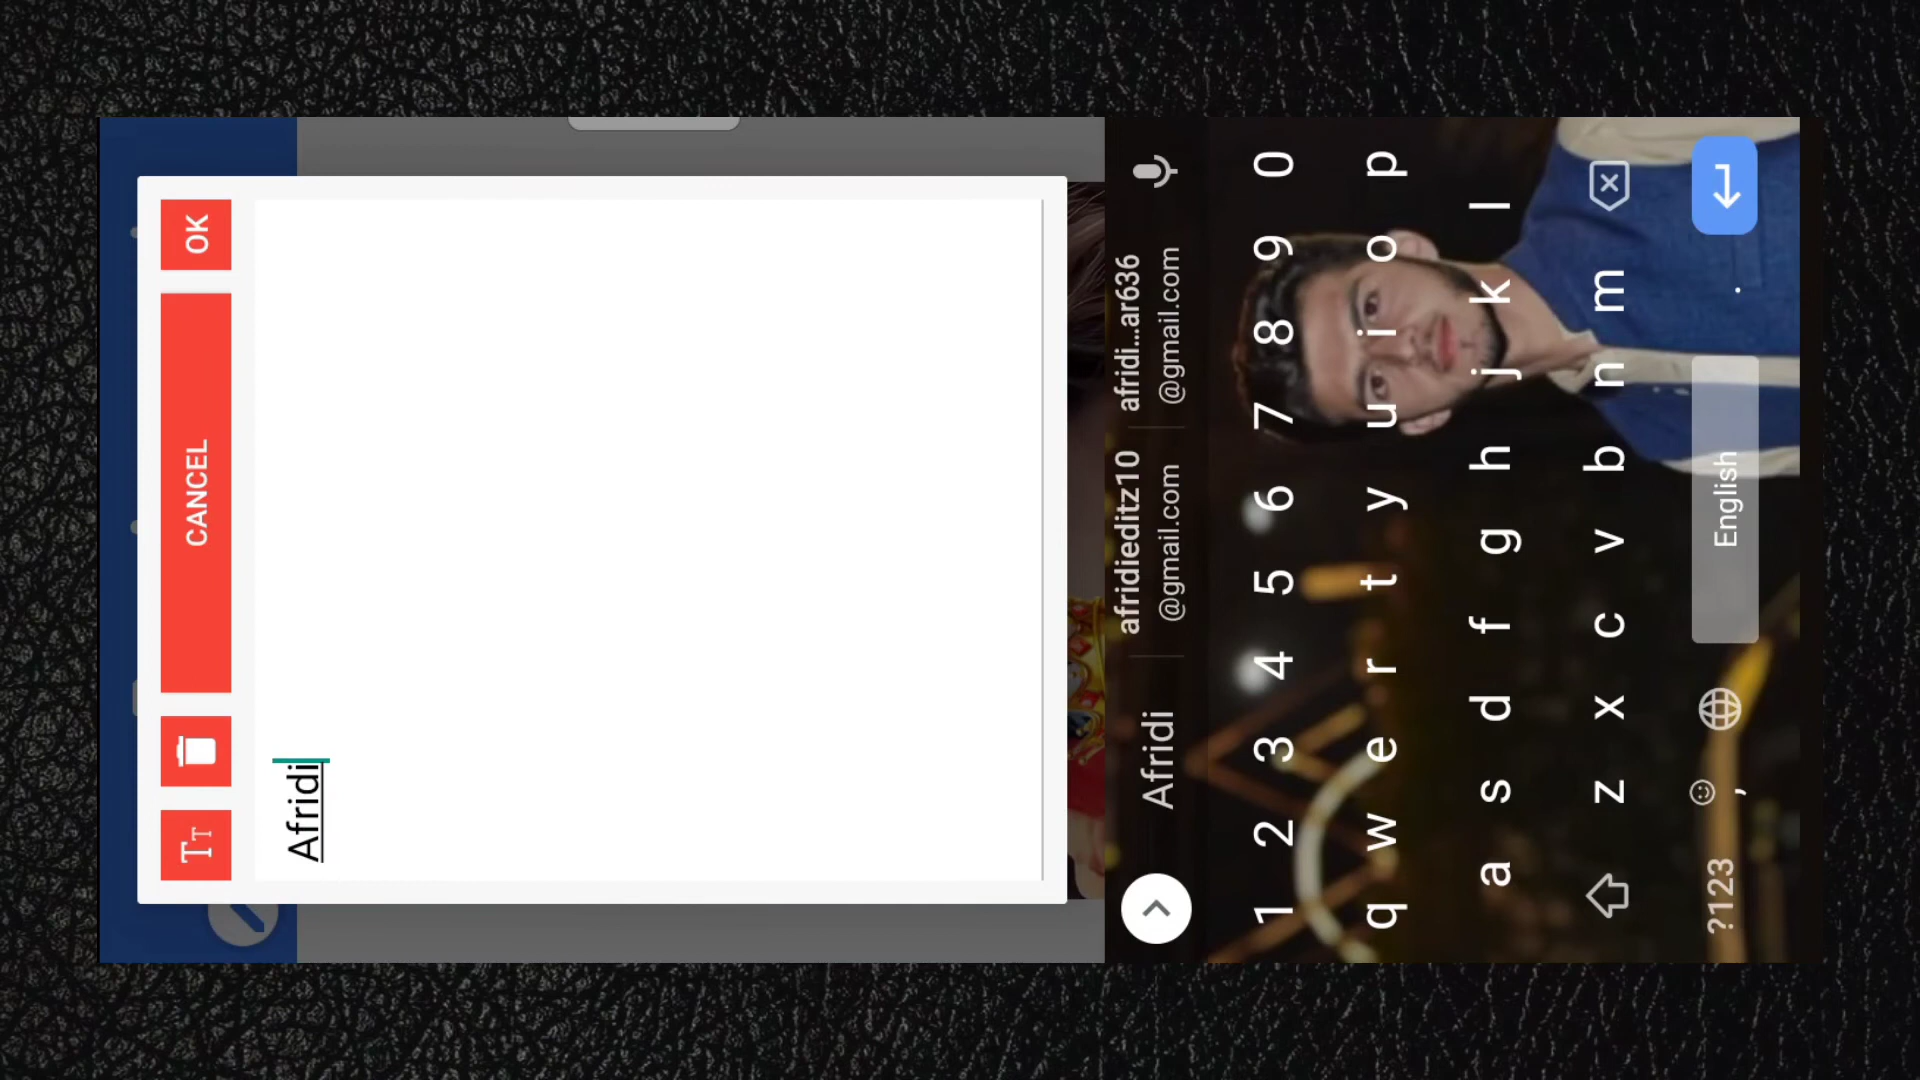 Afridi
Tт
CANCEL
OK
Afridi
afridieditz10
@gmail.com
afridi...ar636
@gmail.com
1 2 3 4 5 6 7 8 9 0
q w e r t y u i o p
a s d f g h j k l
z x c v b n m
?123 , English .